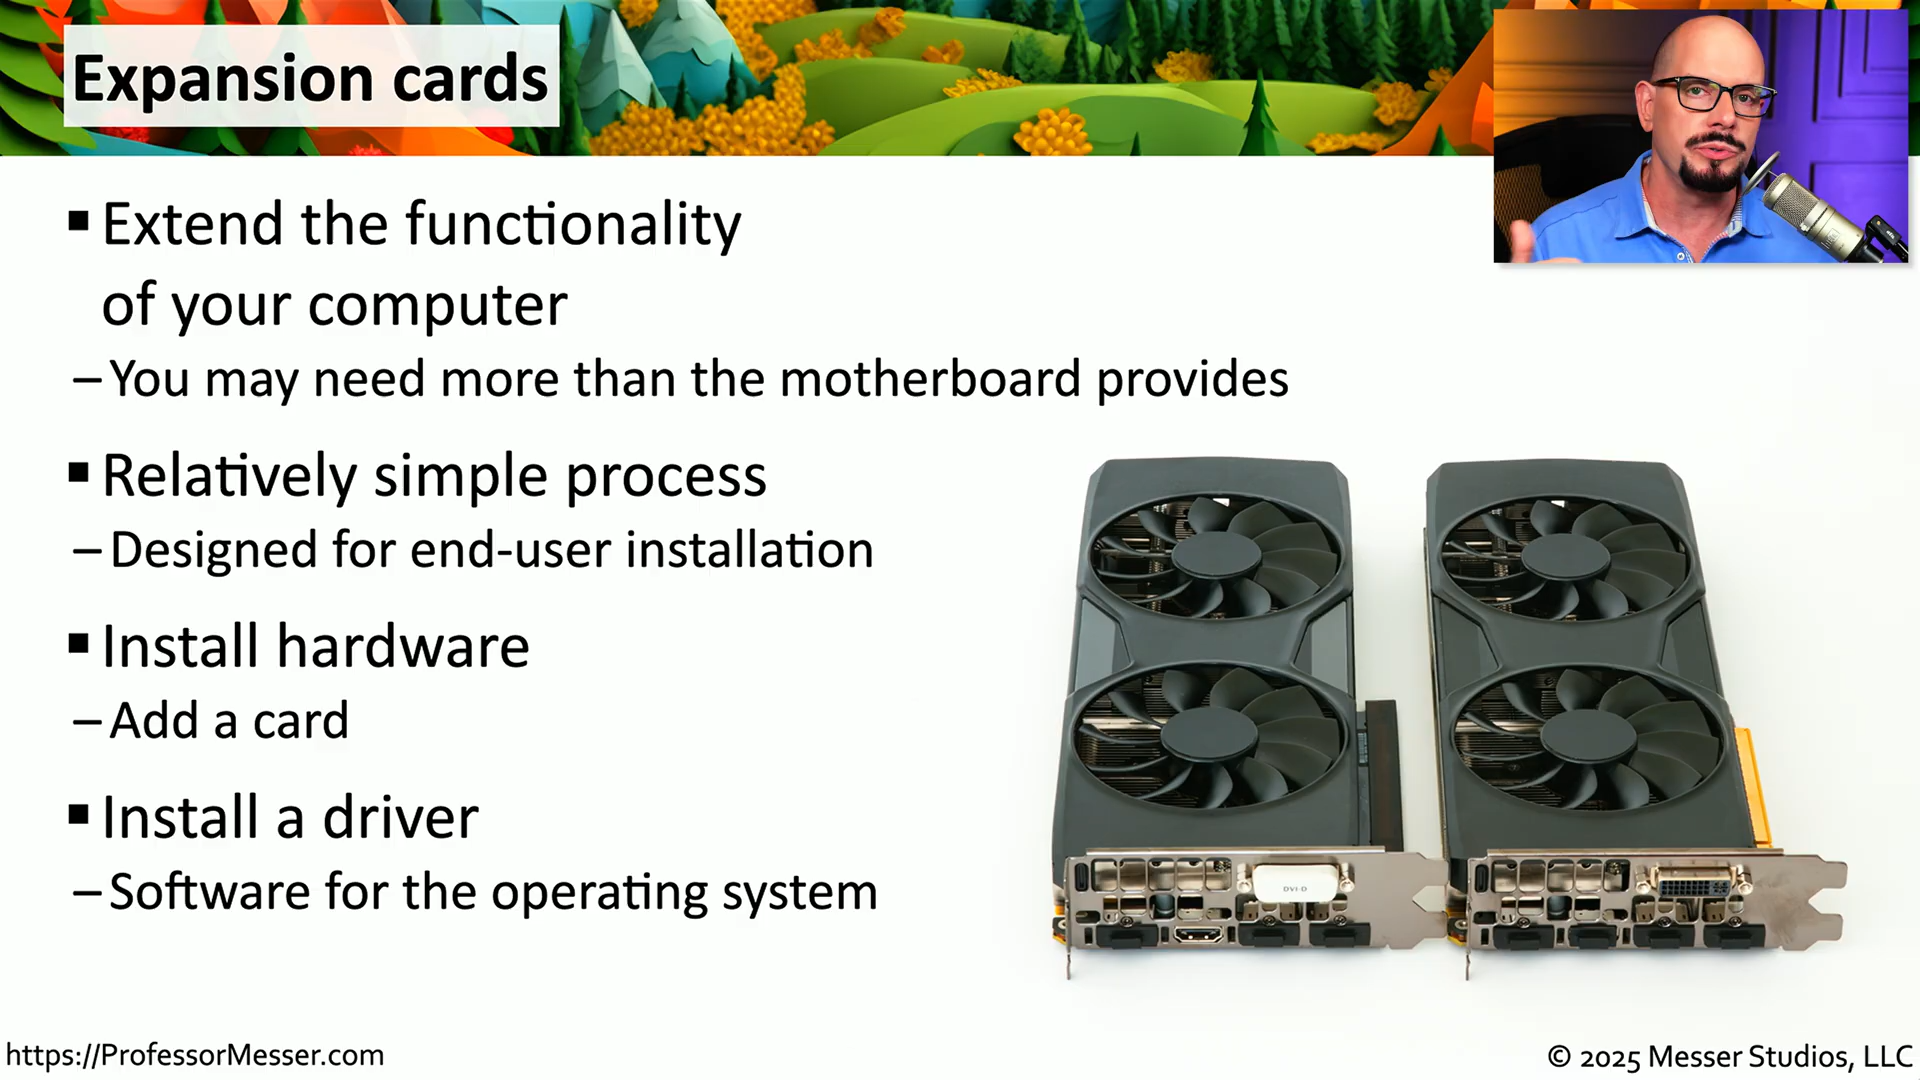 Expansion cards
▪ Extend the functionality
of your computer
– You may need more than the motherboard provides
▪ Relatively simple process
– Designed for end-user installation
▪ Install hardware
– Add a card
▪ Install a driver
– Software for the operating system
DVI-D
https://ProfessorMesser.com
© 2025 Messer Studios, LLC